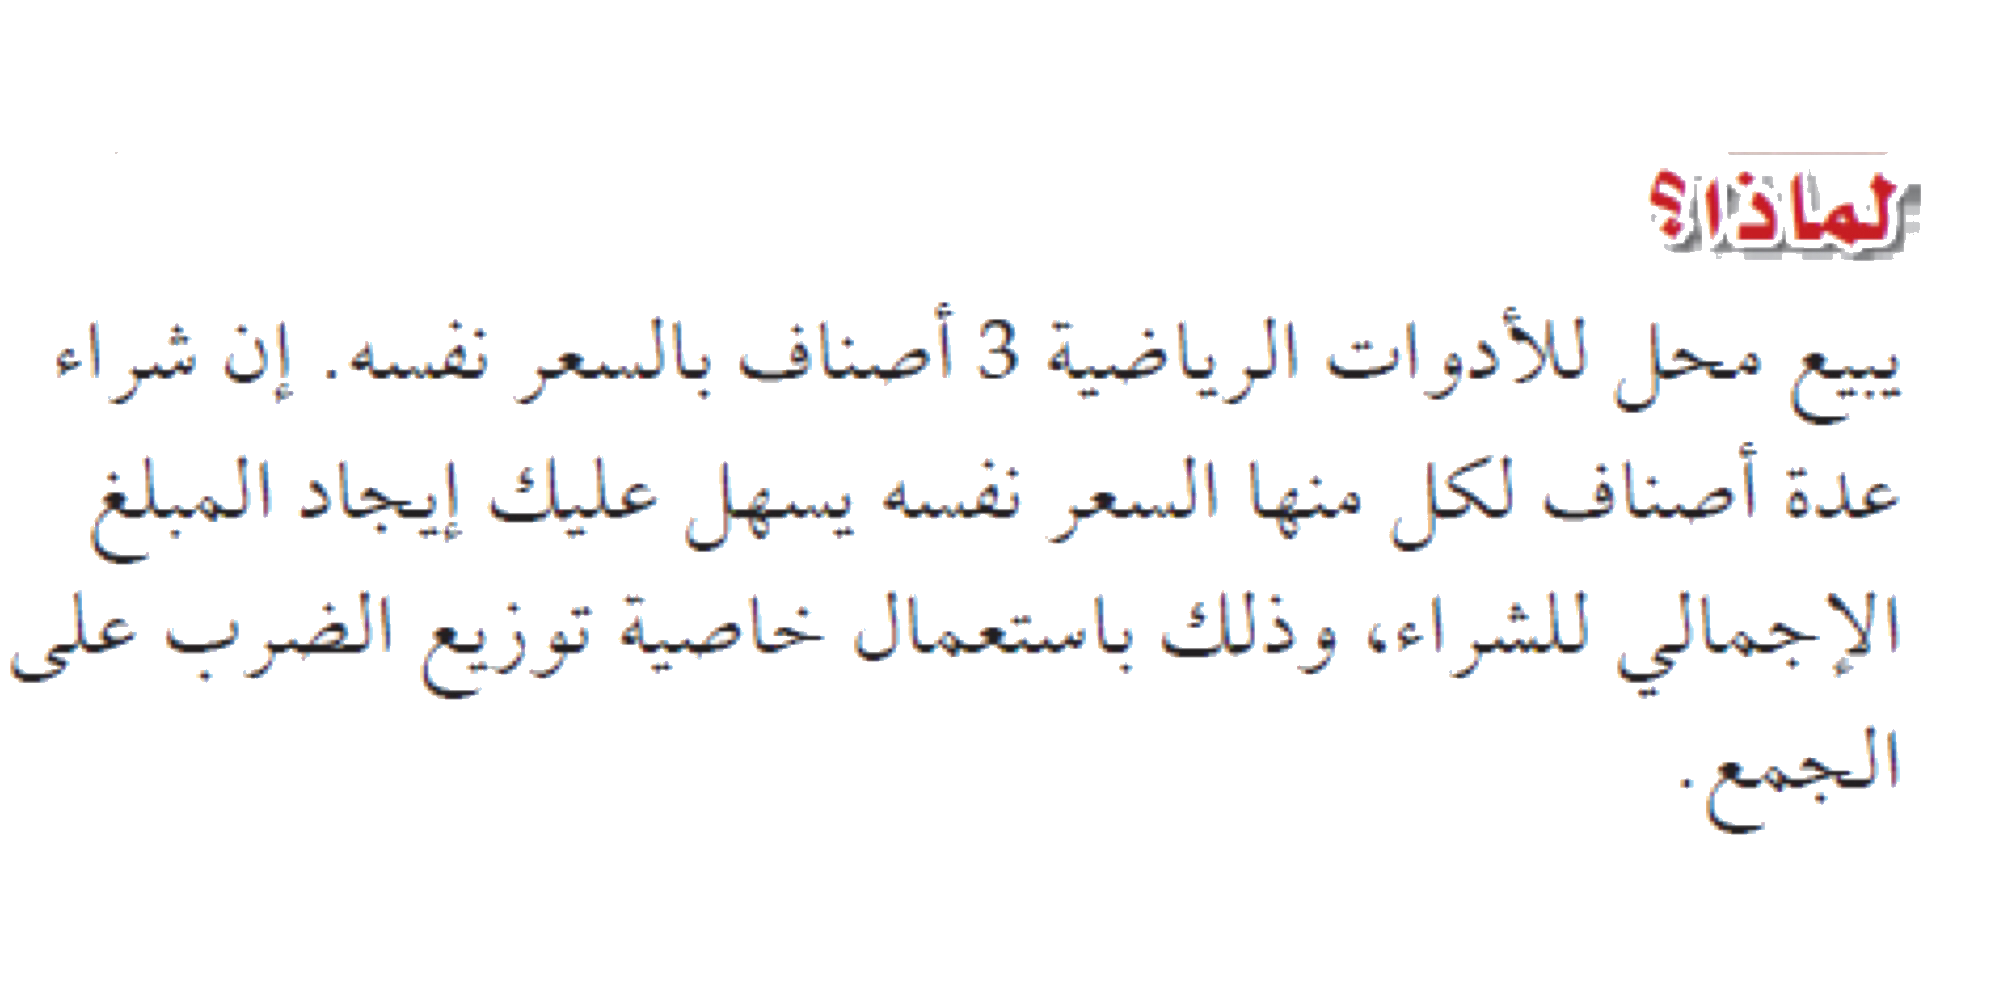 لماذا؟
يبيع محل للأدوات الرياضية 3 أصناف بالسعر نفسه. إن شراء
عدة أصناف لكل منها السعر نفسه يسهل عليك إيجاد المبلغ
الإجمالي للشراء، وذلك باستعمال خاصية توزيع الضرب على
الجمع.